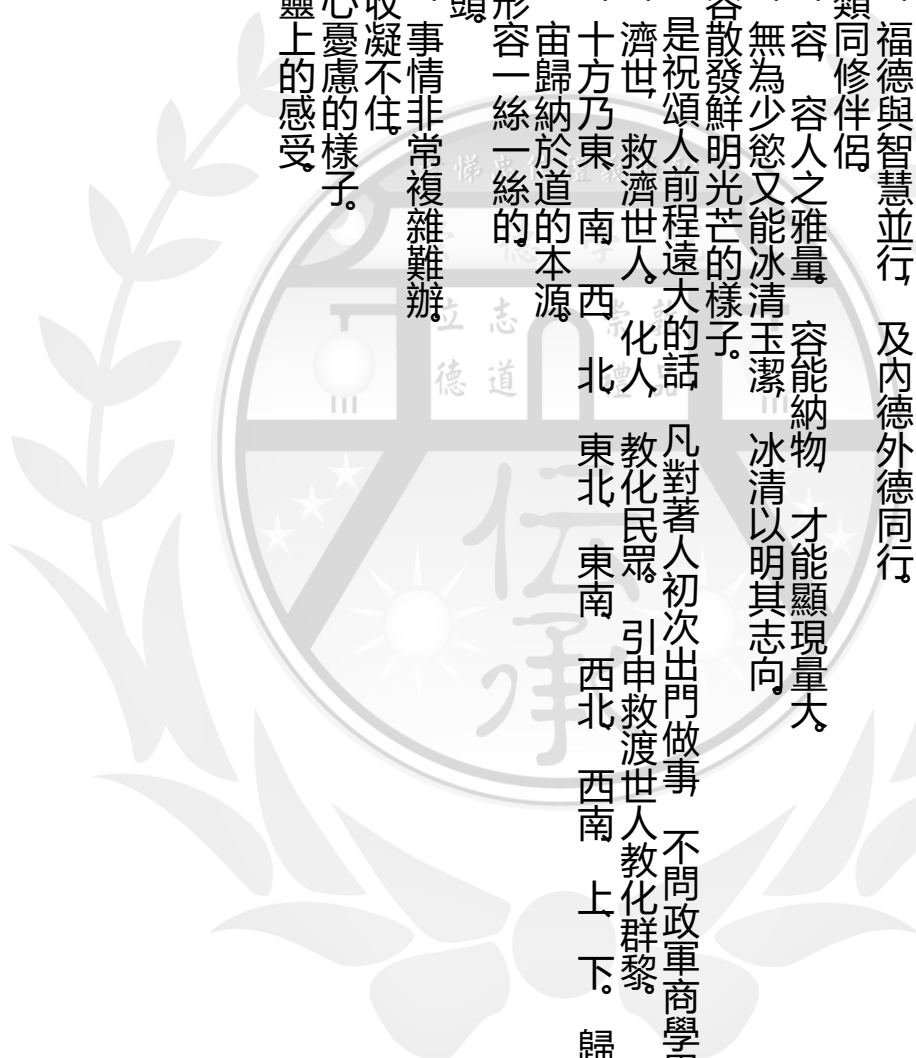 ，福德與智慧並行，及內德外德同行。
類同修伴侶。
，容，容人之雅量。容能納物，才能顯現量大。
，無為少慾又能冰清玉潔，冰清以明其志向。
容散發鮮明光芒的樣子。
，是祝頌人前程遠大的話，凡對著人初次出門做事，不問政軍商學
，濟世，救濟世人。化人，教化民眾。引申救渡世人教化群黎。
，十方乃東、南、西、北、東北、東南、西北、西南、上、下。歸
宙歸納於道的本源。
形容一絲一絲的。
頭。
，事情非常複雜難辦。
收凝不住。
心憂慮的樣子。
靈上的感受。
立志
德道
伝承